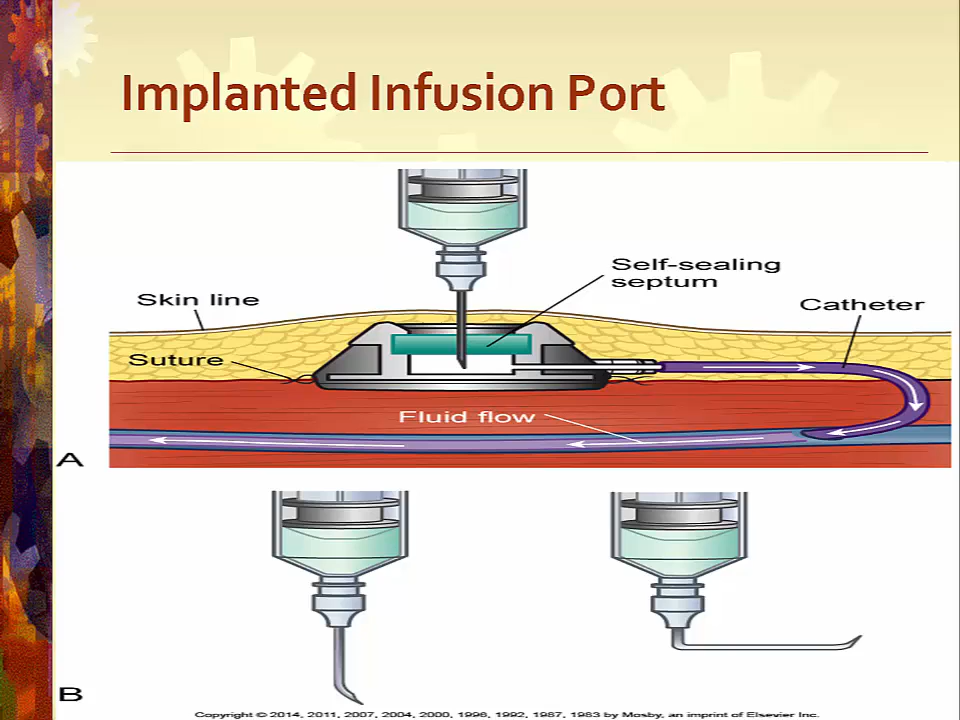 Implanted Infusion Port
Self-sealing
septum
Skin line
Catheter
Suture
Fluid flow
A
B
Copyright © 2014, 2011, 2007, 2004, 2000, 1996, 1992, 1987, 1983 by Mosby, an imprint of Elsevier Inc.